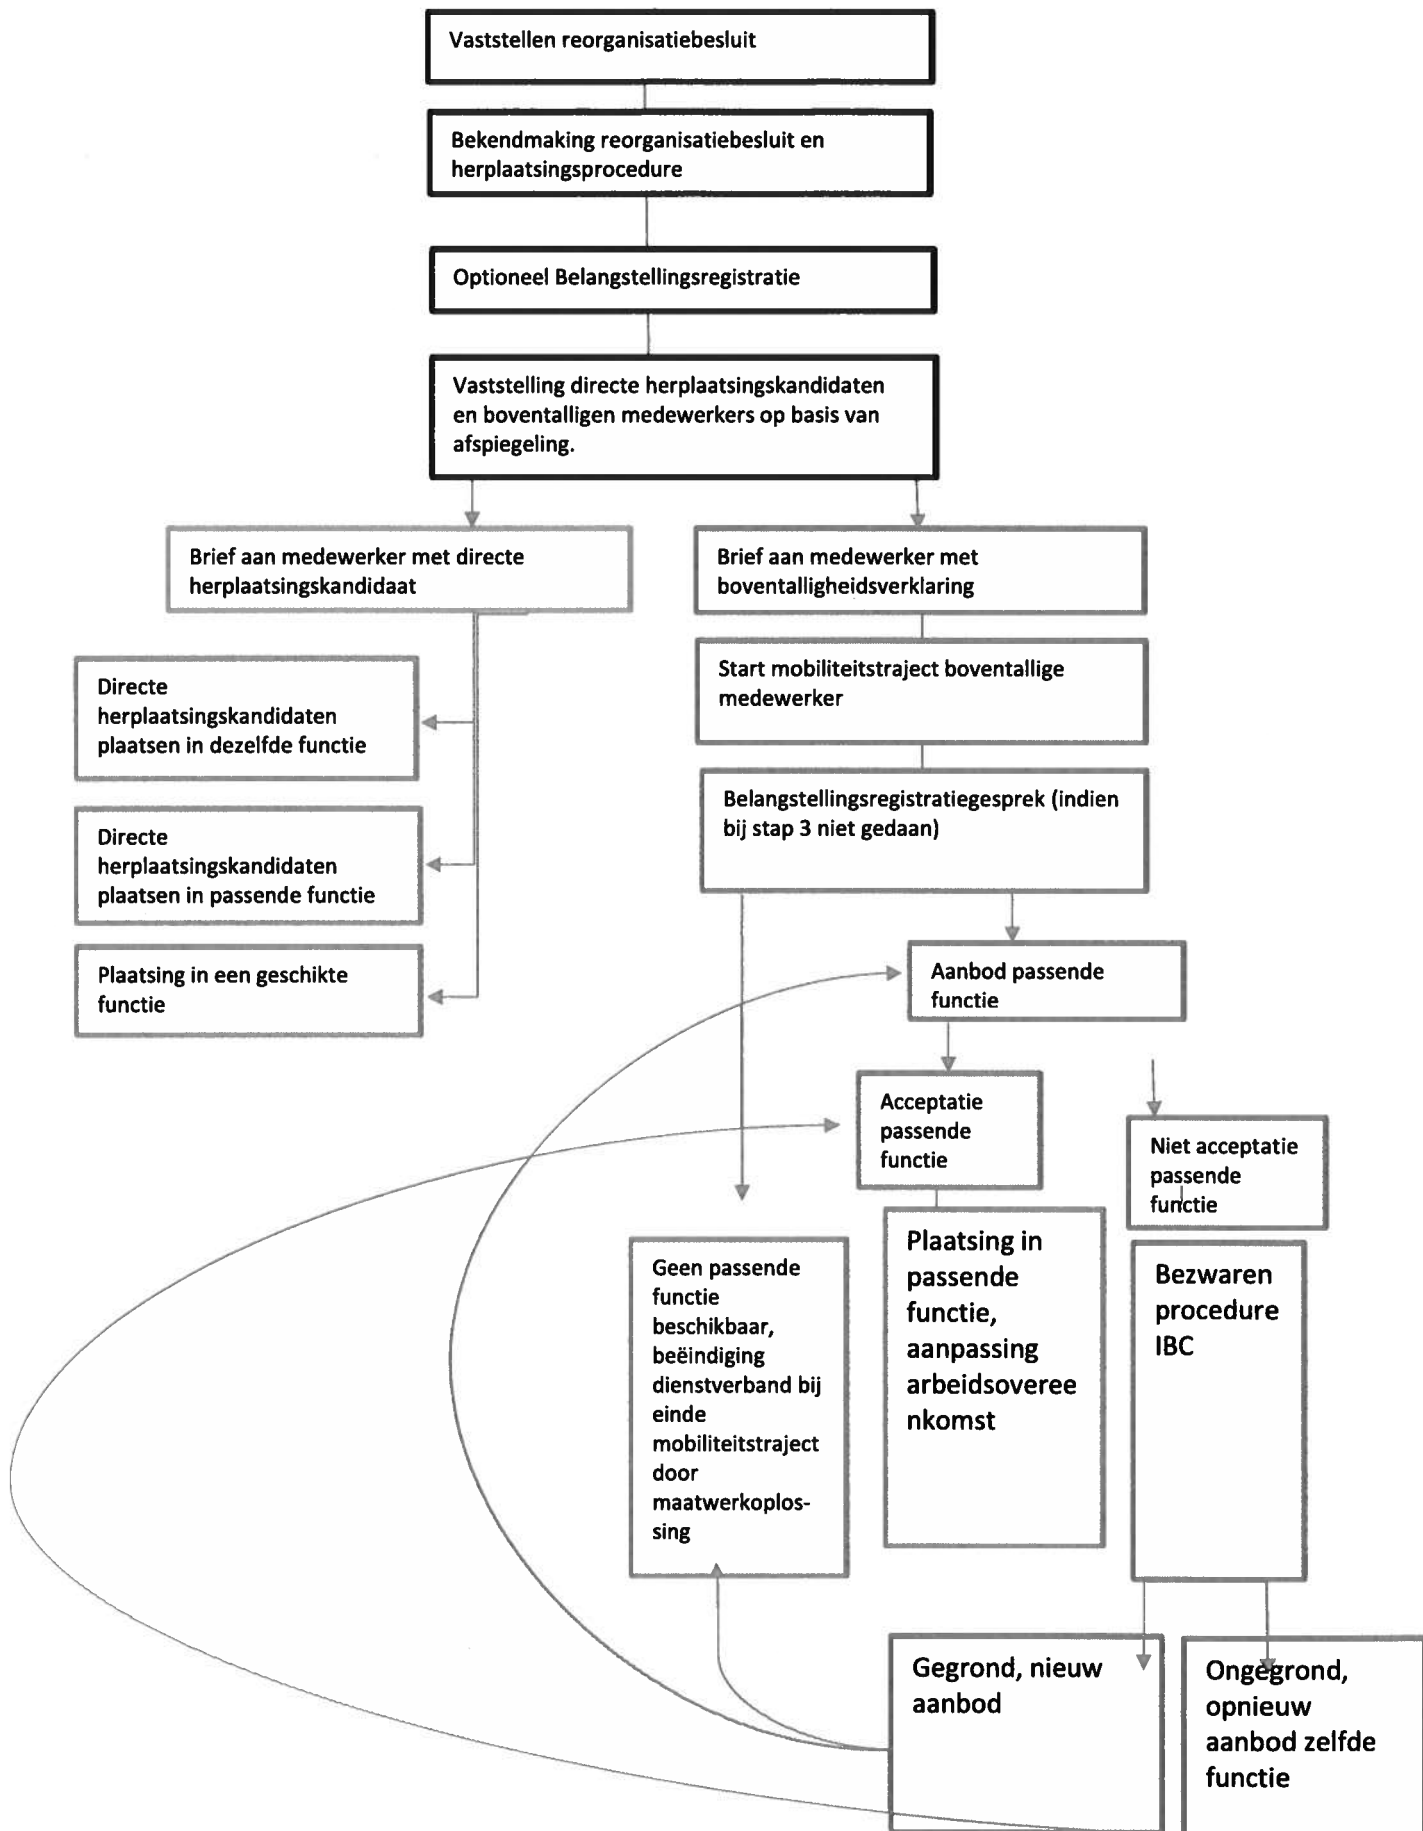 Vaststellen reorganisatiebesluit
Bekendmaking reorganisatiebesluit en
herplaatsingsprocedure
Optioneel Belangstellingsregistratie
Vaststelling directe herplaatsingskandidaten
en boventalligen medewerkers op basis van
afspiegeling.
Brief aan medewerker met directe
herplaatsingskandidaat
Directe
herplaatsingskandidaten
plaatsen in dezelfde functie
Directe
herplaatsingskandidaten
plaatsen in passende functie
Plaatsing in een geschikte
functie
Brief aan medewerker met
boventalligheidsverklaring
Start mobiliteitstraject boventallige
medewerker
Belangstellingsregistratiegesprek (indien
bij stap 3 niet gedaan)
Aanbod passende
functie
Acceptatie
passende
functie
Niet acceptatie
passende
functie
Geen passende
functie
beschikbaar,
beëindiging
dienstverband bij
einde
mobiliteitstraject
door
maatwerkoplos-
sing
Plaatsing in
passende
functie,
aanpassing
arbeidsoveree
nkomst
Bezwaren
procedure
IBC
Gegrond, nieuw
aanbod
Ongegrond,
opnieuw
aanbod zelfde
functie